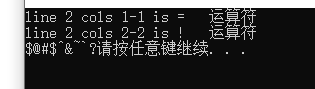 line 2 cols 1-1 is =   运算符
line 2 cols 2-2 is !   运算符
$@#$^&~~?请按任意键继续. . .